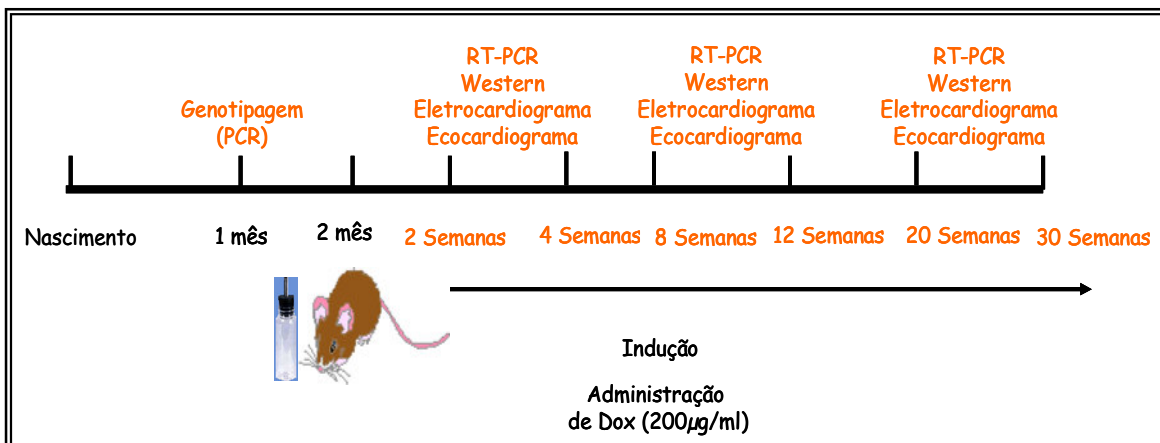 Genotipagem
(PCR)
RT-PCR
Western
Eletrocardiograma
Ecocardiograma
RT-PCR
Western
Eletrocardiograma
Ecocardiograma
RT-PCR
Western
Eletrocardiograma
Ecocardiograma
Nascimento
1 mês
2 mês
2 Semanas
4 Semanas
8 Semanas
12 Semanas
20 Semanas
30 Semanas
Indução
Administração
de Dox (200µg/ml)